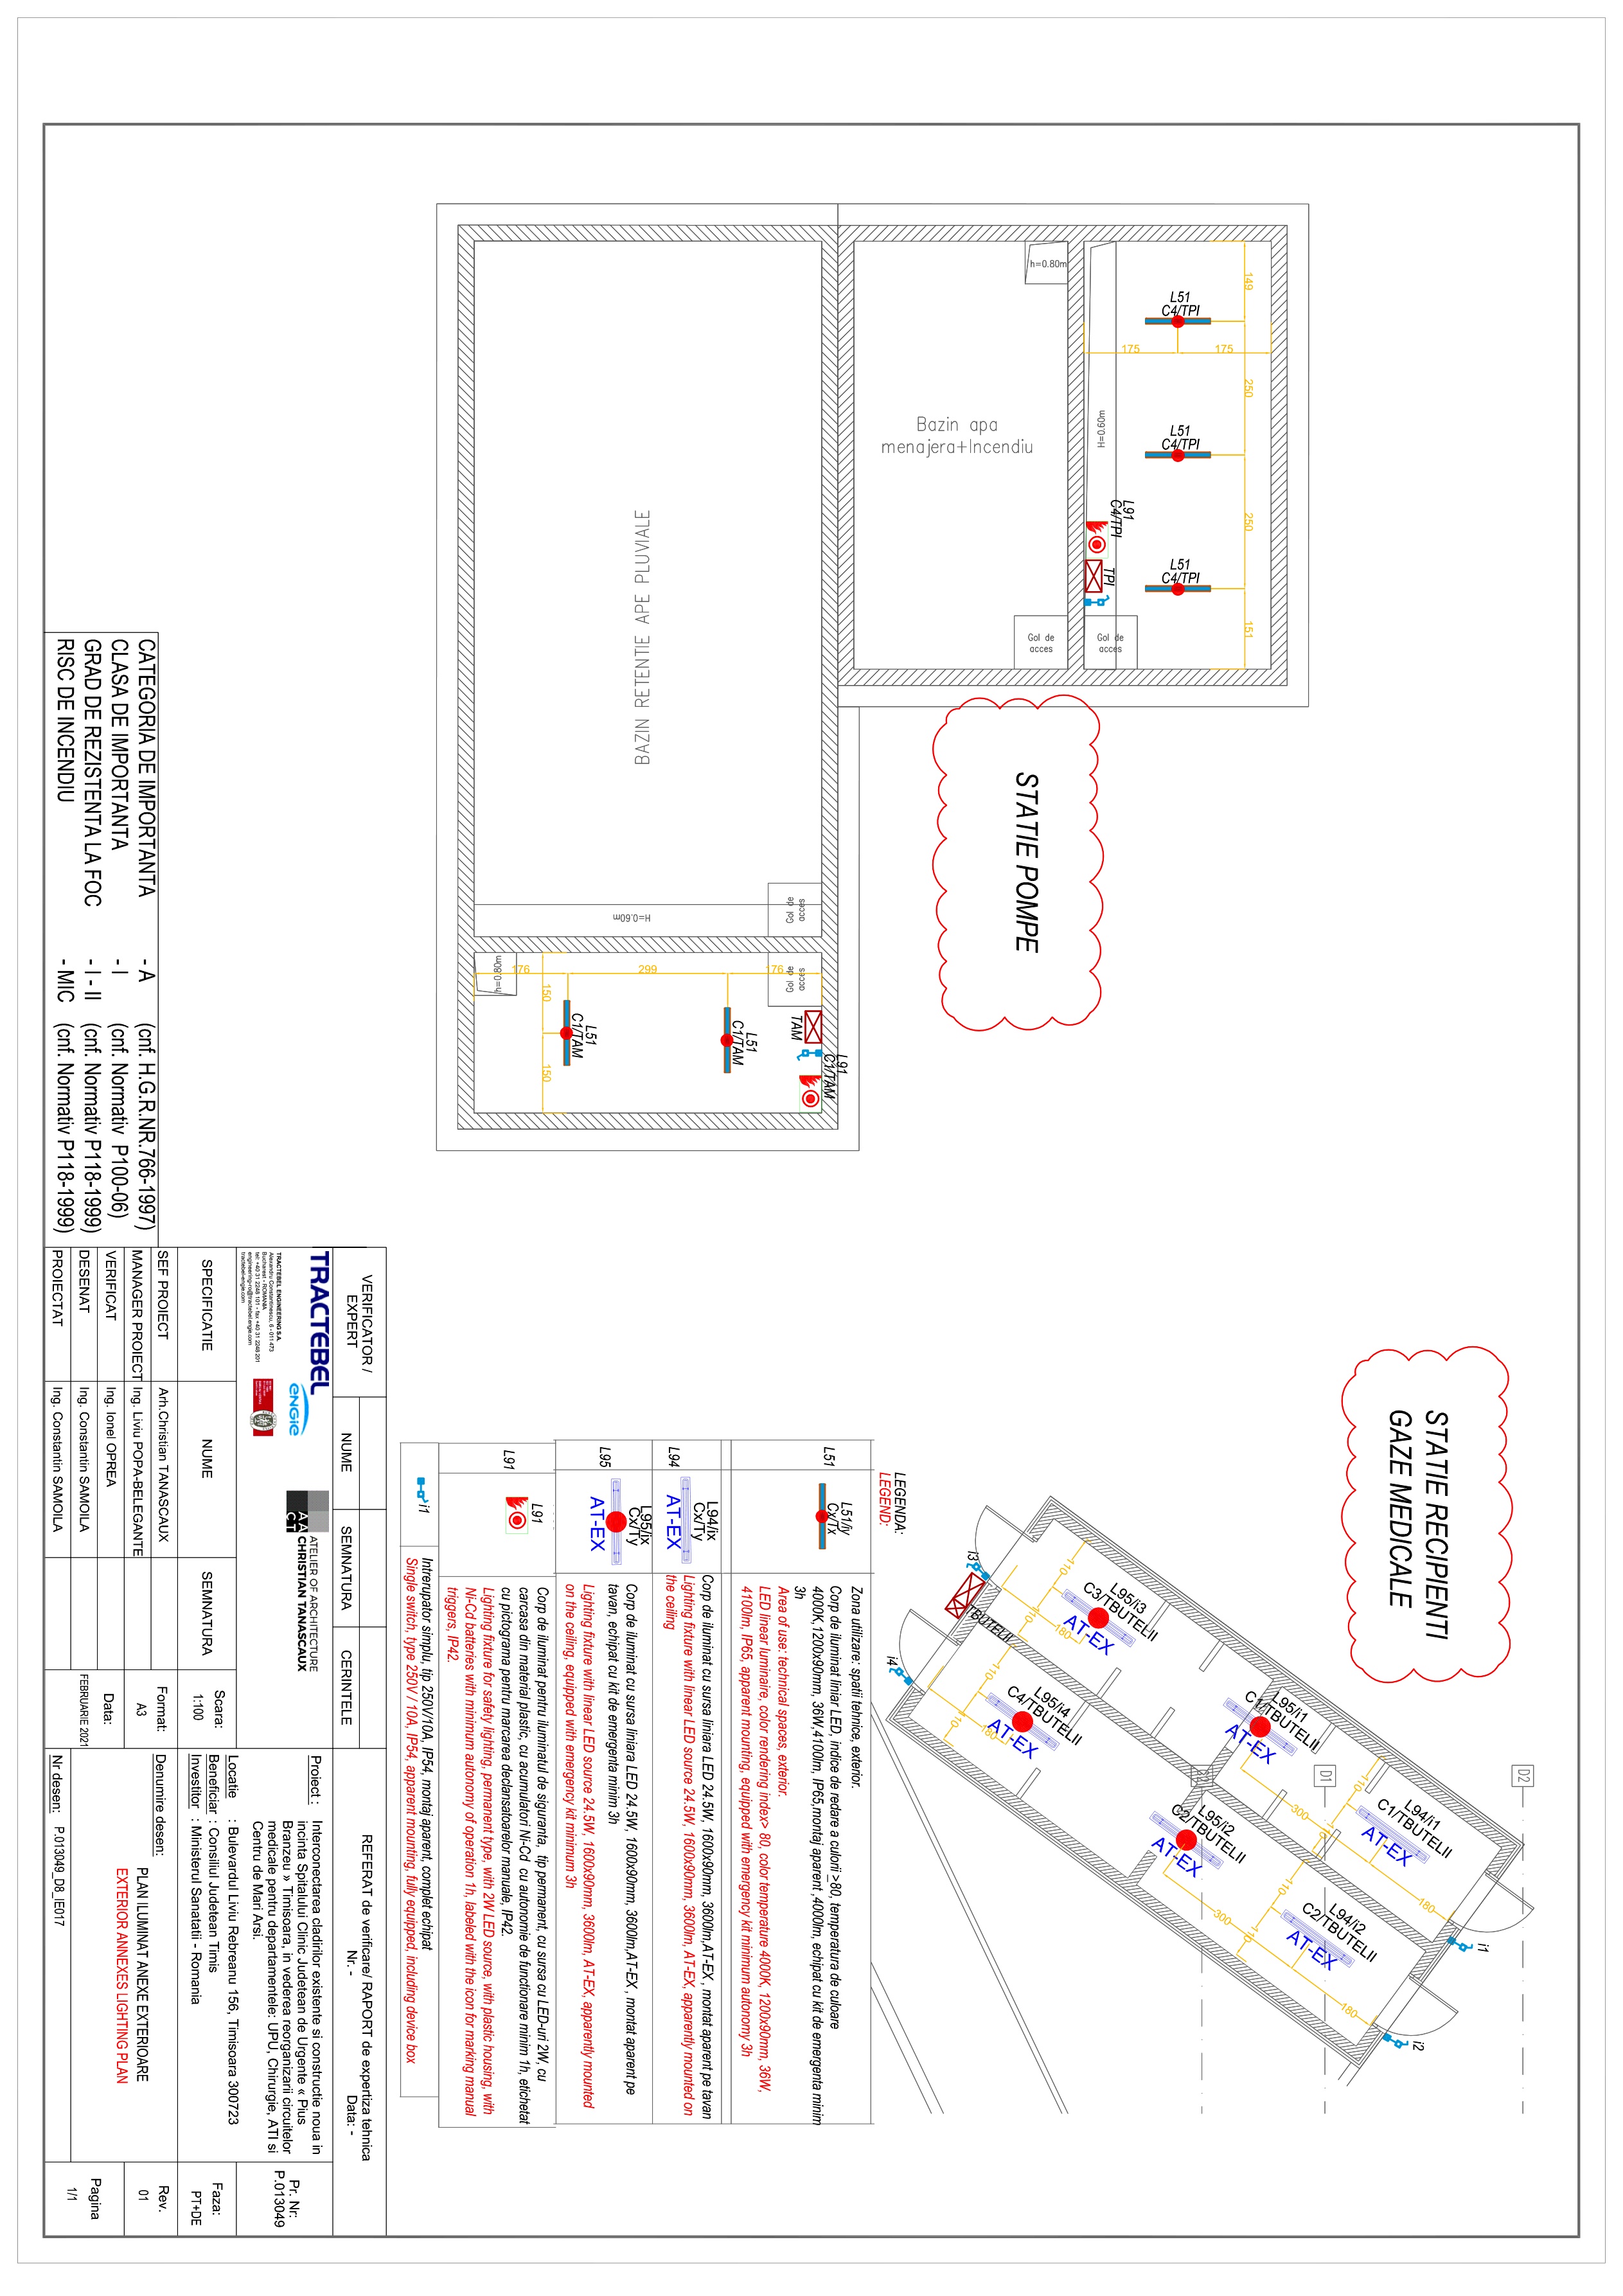 h=0.80m
L51
C4/TPI
L51
C4/TPI
L51
C4/TPI
149
250
250
151
175
175
H=0.60m
L91
C4/TPI
TPI
Gol de
acces
Gol de
acces
Bazin apa
menajera+Incendiu
BAZIN RETENTIE APE PLUVIALE
H=0.60m
Gol de
acces
Gol de
acces
h=0.80m
176
299
176
150
150
L51
C1/TAM
L51
C1/TAM
TAM
L91
C1/TAM
STATIE POMPE
STATIE RECIPIENTI
GAZE MEDICALE
L95/i3
C3/TBUTELII
AT-EX
L95/i4
C4/TBUTELII
AT-EX
L95/i1
C1/TBUTELII
AT-EX
L95/i2
C2/TBUTELII
AT-EX
L94/i1
C1/TBUTELII
AT-EX
L94/i2
C2/TBUTELII
AT-EX
TBUTELII
i3
i4
i1
i2
110
180
110
180
110
110
300
180
110
300
180
D1
D2
LEGENDA:
LEGEND:
L51
L51/iy
Cx/Tx
Zona utilizare: spatii tehnice, exterior.
Corp de iluminat liniar LED, indice de redare a culorii >80, temperatura de culoare
4000K,1200x90mm, 36W,4100lm, IP65,montaj aparent ,4000lm, echipat cu kit de emergenta minim
3h
Area of use: technical spaces, exterior.
LED linear luminaire, color rendering index> 80, color temperature 4000K, 1200x90mm, 36W,
4100lm, IP65, apparent mounting, equipped with emergency kit minimum autonomy 3h
L94
L94/ix
Cx/Ty
AT-EX
Corp de iluminat cu sursa liniara LED 24.5W, 1600x90mm, 3600lm,AT-EX , montat aparent pe tavan
Lighting fixture with linear LED source 24.5W, 1600x90mm, 3600lm, AT-EX, apparently mounted on
the ceiling
L95
L95/ix
Cx/Ty
AT-EX
Corp de iluminat cu sursa liniara LED 24.5W, 1600x90mm, 3600lm,AT-EX , montat aparent pe
tavan, echipat cu kit de emergenta minim 3h
Lighting fixture with linear LED source 24.5W, 1600x90mm, 3600lm, AT-EX, apparently mounted
on the ceiling, equipped with emergency kit minimum 3h
L91
L91
Corp de iluminat pentru iluminatul de siguranta, tip permanent, cu sursa cu LED-uri 2W, cu
carcasa din material plastic, cu acumulatori Ni-Cd cu autonomie de functionare minim 1h, etichetat
cu pictograma pentru marcarea declansatoarelor manuale, IP42.
Lighting fixture for safety lighting, permanent type, with 2W LED source, with plastic housing, with
Ni-Cd batteries with minimum autonomy of operation 1h, labeled with the icon for marking manual
triggers, IP42.
i1
Intrerupator simplu, tip 250V/10A, IP54, montaj aparent, complet echipat
Single switch, type 250V / 10A, IP54, apparent mounting, fully equipped, including device box
CATEGORIA DE IMPORTANTA - A (cnf. H.G.R.NR.766-1997)
CLASA DE IMPORTANTA - I (cnf. Normativ P100-06)
GRAD DE REZISTENTA LA FOC - I - II (cnf. Normativ P118-1999)
RISC DE INCENDIU - MIC (cnf. Normativ P118-1999)
VERIFICATOR /
EXPERT
NUME
SEMNATURA
CERINTELE
REFERAT de verificare/ RAPORT de expertiza tehnica
Nr. - Data: -
TRACTEBEL
ENGIE
TRACTEBEL ENGINEERING S.A.
Alexandru Constantinescu, 6 - 011473
Bucharest - ROMANIA
tel: +40 31 2248 101 - fax +40 31 2248 201
engineering-ro@tractebel.engie.com
tractebel-engie.com
AA
CT
ATELIER OF ARCHITECTURE
CHRISTIAN TANASCAUX
Proiect : Interconectarea cladirilor existente si constructie noua in
incinta Spitalului Clinic Judetean de Urgente « Pius
Branzeu » Timisoara, in vederea reorganizarii circuitelor
medicale pentru departamentele: UPU, Chirurgie, ATI si
Centru de Mari Arsi.
Locatie : Bulevardul Liviu Rebreanu 156, Timisoara 300723
Beneficiar : Consiliul Judetean Timis
Investitor : Ministerul Sanatatii - Romania
Pr. Nr:
P.013049
SPECIFICATIE
NUME
SEMNATURA
Scara:
1:100
Faza:
PT+DE
SEF PROIECT
Arh.Christian TANASCAUX
MANAGER PROIECT
Ing. Liviu POPA-BELEGANTE
VERIFICAT
Ing. Ionel OPREA
DESENAT
Ing. Constantin SAMOILA
PROIECTAT
Ing. Constantin SAMOILA
Format:
A3
Data:
FEBRUARIE 2021
Denumire desen:
PLAN ILUMINAT ANEXE EXTERIOARE
EXTERIOR ANNEXES LIGHTING PLAN
Rev.
01
Nr desen: P.013049_D8_IE017
Pagina
1/1